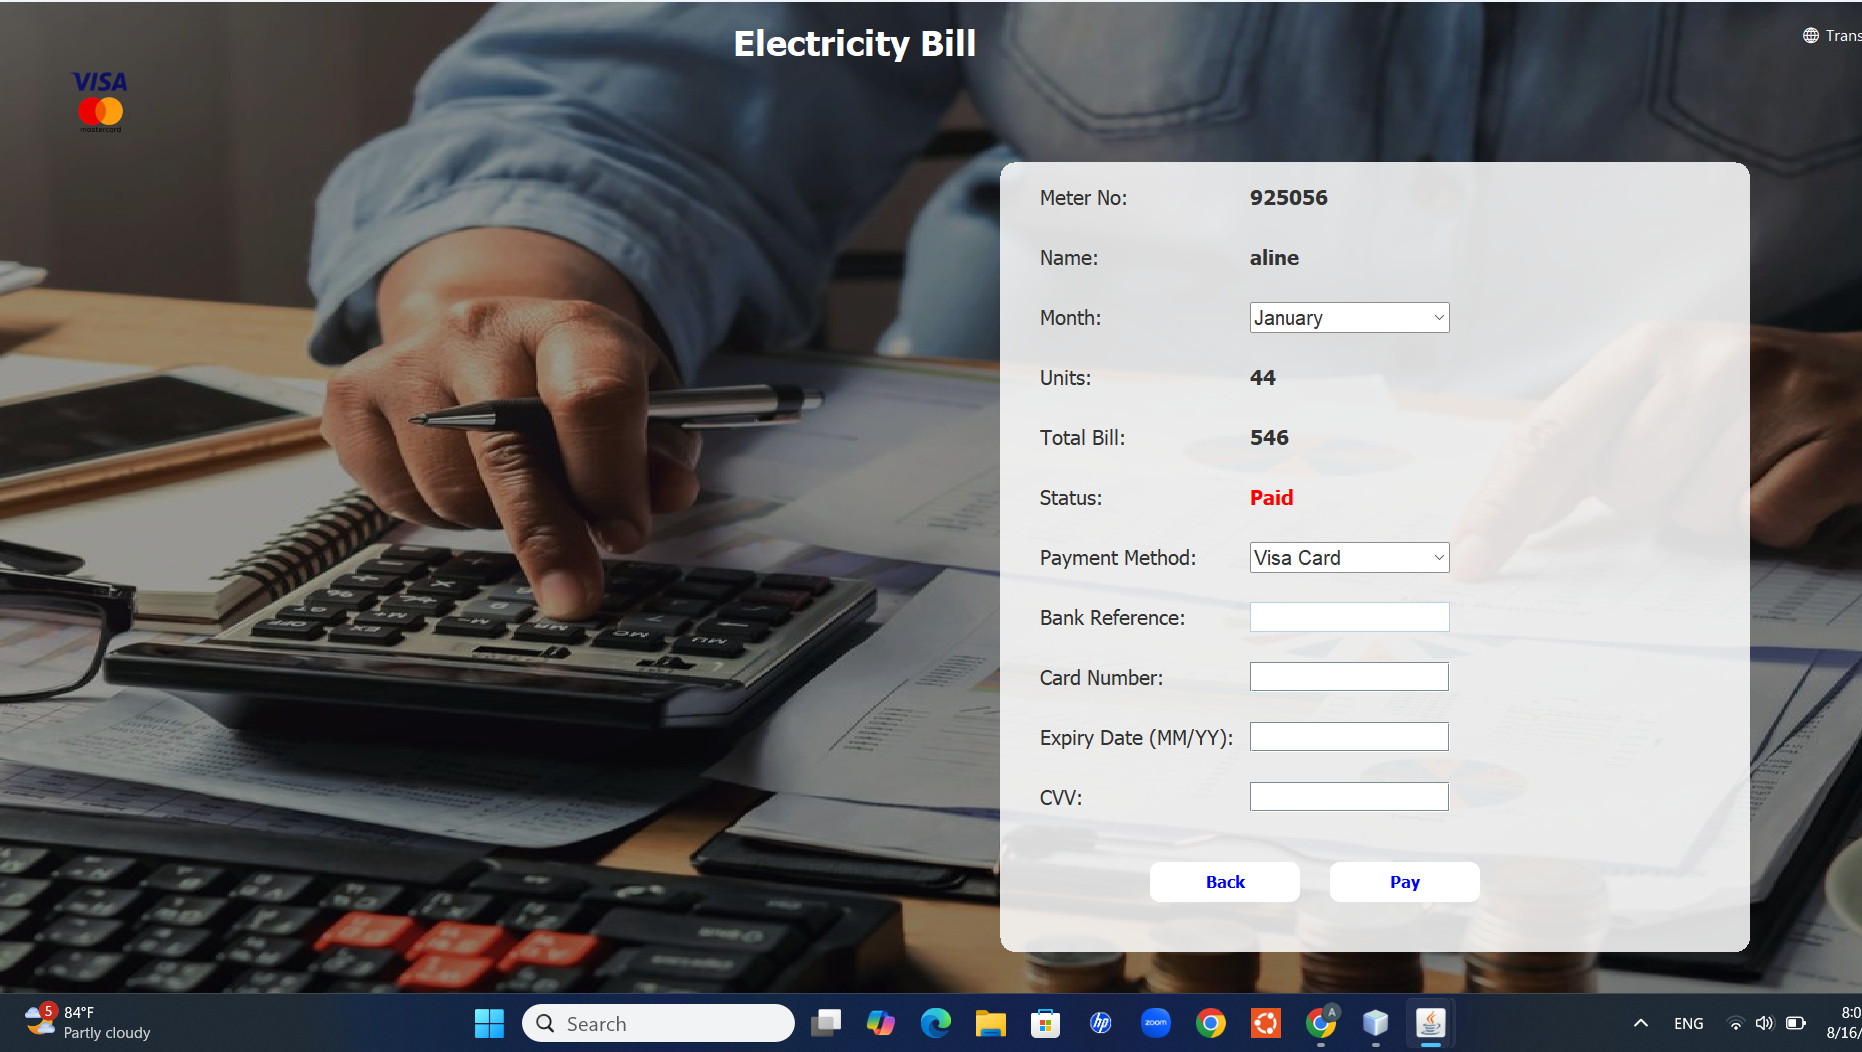 Electricity Bill
Trans
VISA
mastercard
Meter No: 925056
Name: aline
Month: January
Units: 44
Total Bill: 546
Status: Paid
Payment Method: Visa Card
Bank Reference:
Card Number:
Expiry Date (MM/YY):
CVV:
Back Pay
5
84°F
Partly cloudy
Search
hp
zoom
A
ENG
8:0
8/16/